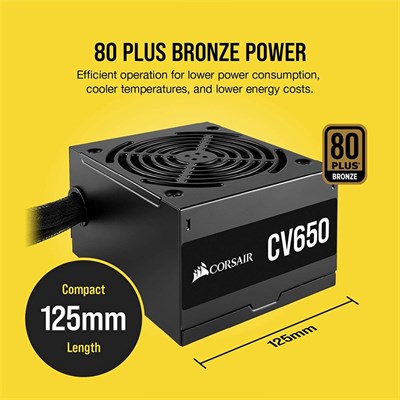 80 PLUS BRONZE POWER
Efficient operation for lower power consumption,
cooler temperatures, and lower energy costs.
80
PLUS
BRONZE
CORSAIR
CV650
Compact
125mm
Length
125mm